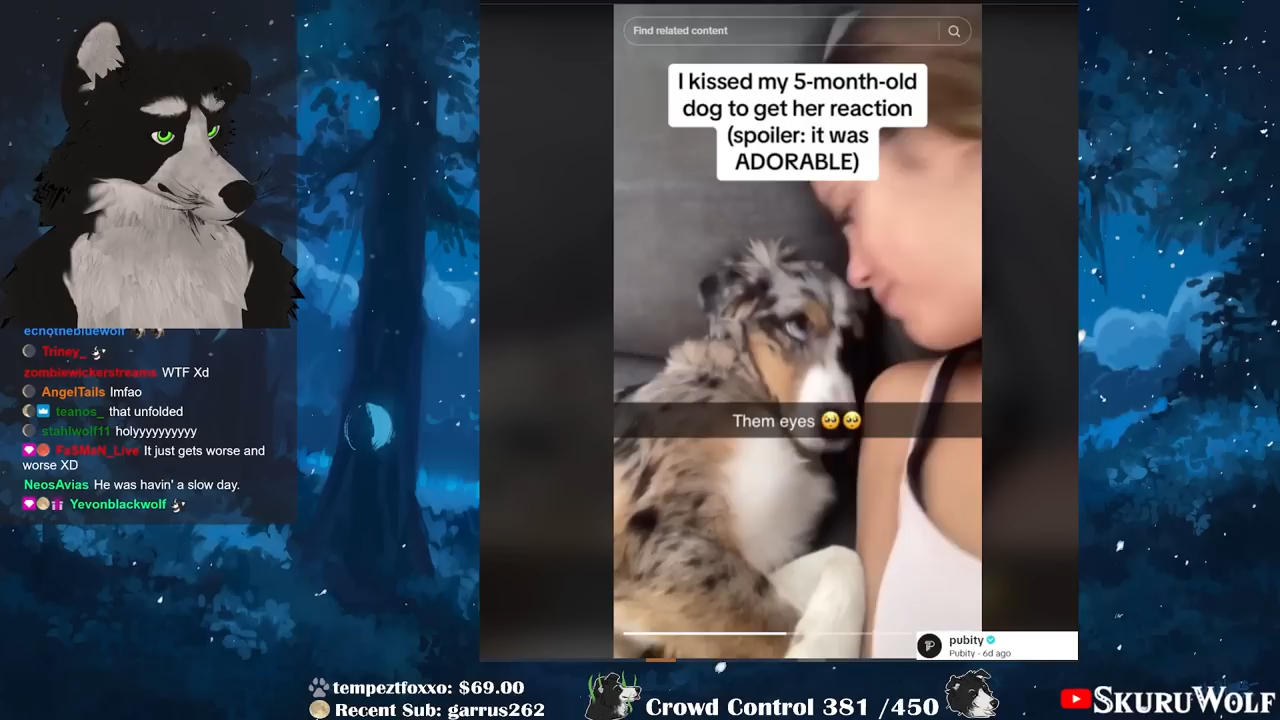 Find related content
I kissed my 5-month-old
dog to get her reaction
(spoiler: it was
ADORABLE)
Them eyes 🥺🥺
pubity
Pubity · 6d ago
echothebluewolf
Triney_
zombiewickerstreams WTF Xd
AngelTails lmfao
teanos_ that unfolded
stahlwolf11 holyyyyyyyyy
Fa$MaN_Live It just gets worse and
worse XD
NeosAvias He was havin' a slow day.
Yevonblackwolf
tempeztfoxxo: $69.00
Recent Sub: garrus262
Crowd Control 381 /450
SkuruWolf